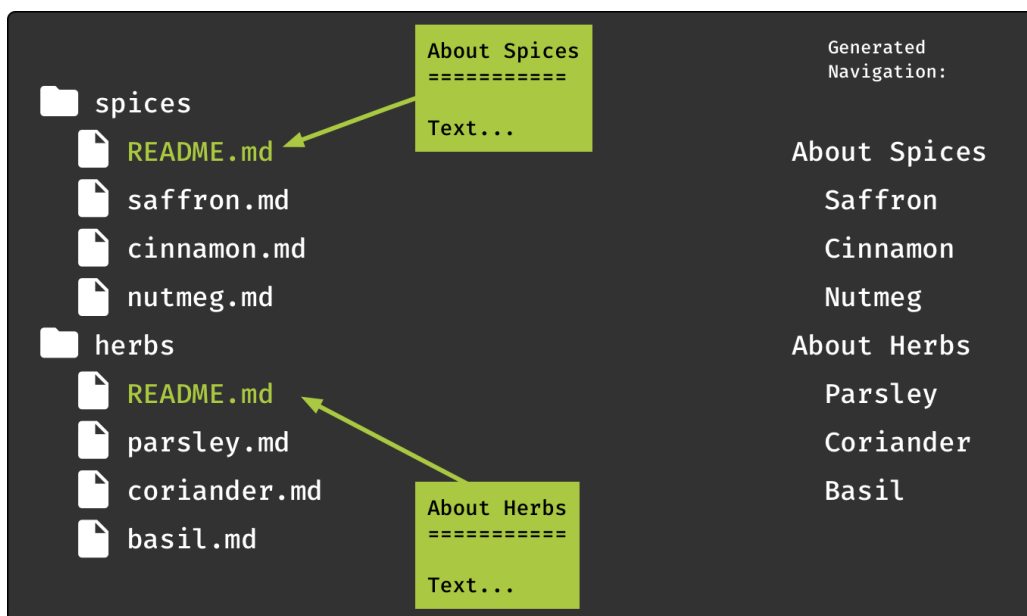 About Spices
===========
Text...
Generated
Navigation:
spices
README.md
saffron.md
cinnamon.md
nutmeg.md
herbs
README.md
parsley.md
coriander.md
basil.md
About Herbs
===========
Text...
About Spices
Saffron
Cinnamon
Nutmeg
About Herbs
Parsley
Coriander
Basil